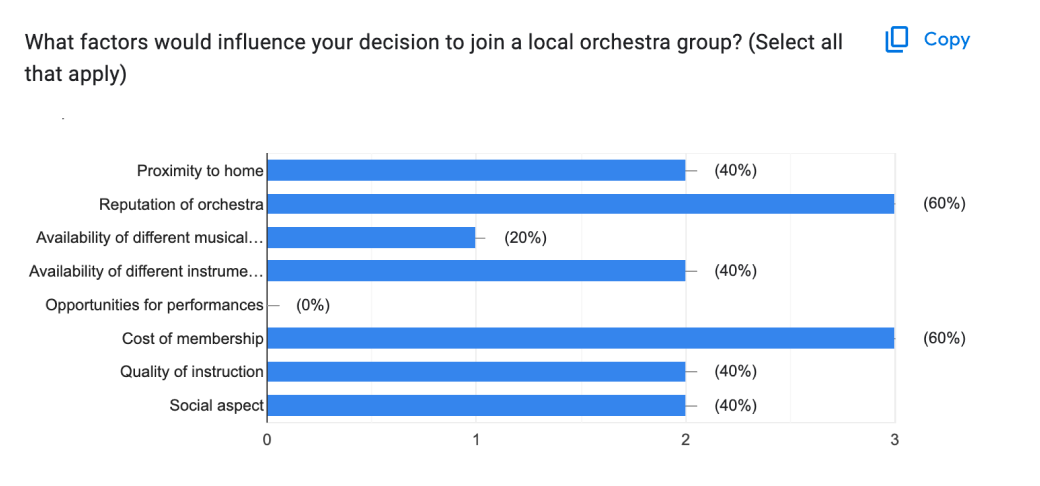 What factors would influence your decision to join a local orchestra group? (Select all
that apply)
Copy
Proximity to home (40%)
Reputation of orchestra (60%)
Availability of different musical… (20%)
Availability of different instrume… (40%)
Opportunities for performances (0%)
Cost of membership (60%)
Quality of instruction (40%)
Social aspect (40%)
0 1 2 3